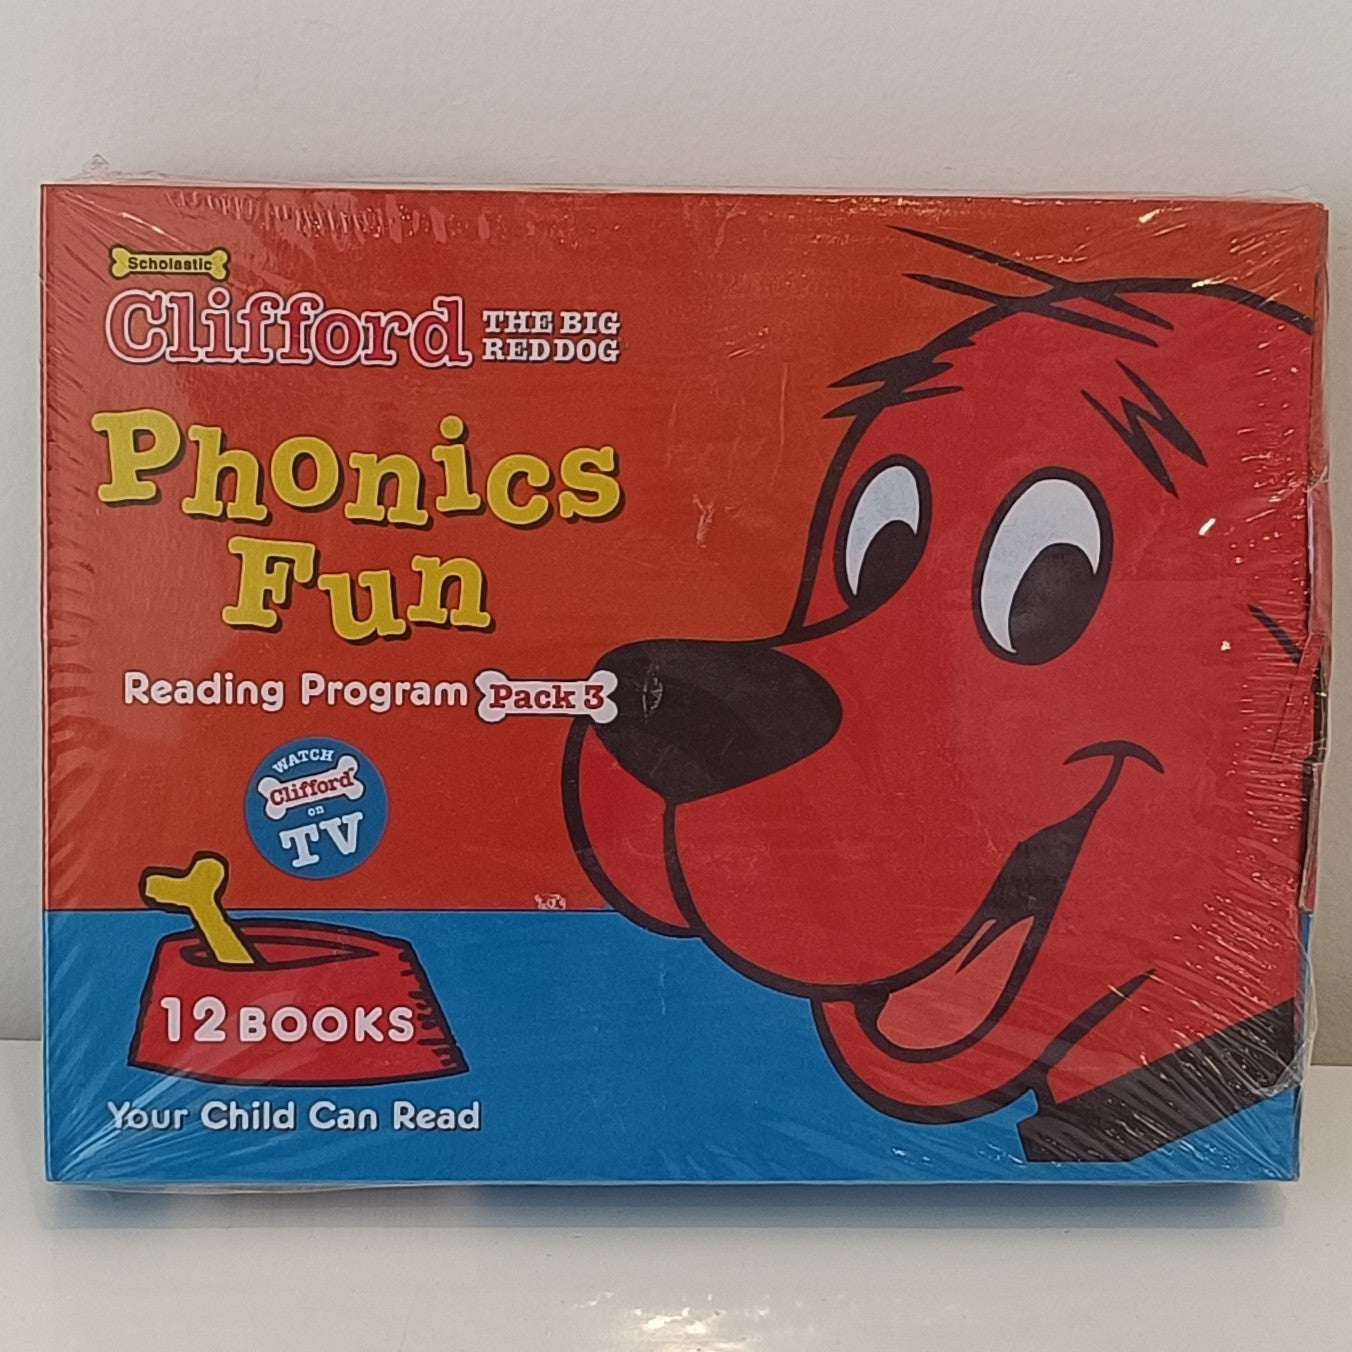 Scholastic
Clifford THE BIG
RED DOG
Phonics
Fun
Reading Program Pack 3
WATCH
Clifford™
on
TV
12 BOOKS
Your Child Can Read